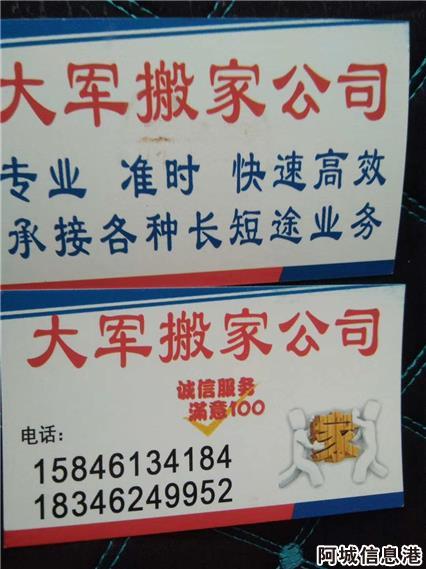 大军搬家公司
专业 准时 快速高效
承接各种长短途业务
大军搬家公司
诚信服务
满意100
电话：
15846134184
18346249952
家
阿城信息港